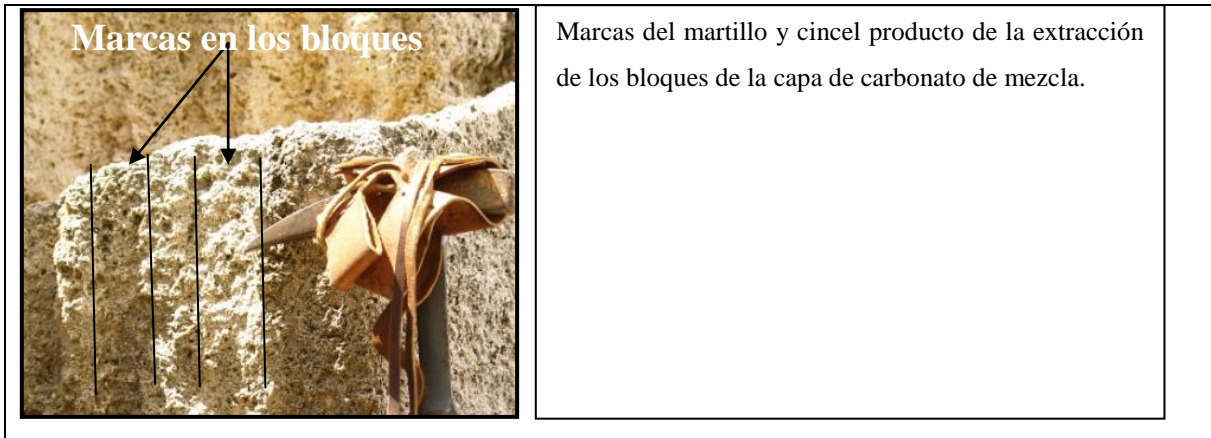 Marcas en los bloques
Marcas del martillo y cincel producto de la extracción
de los bloques de la capa de carbonato de mezcla.